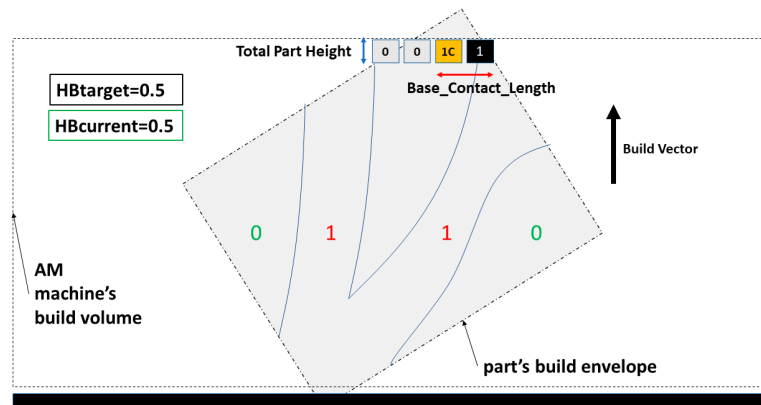 Total Part Height
0 0 1C 1
Base_Contact_Length
HBtarget=0.5
HBcurrent=0.5
Build Vector
0 1 1 0
AM
machine's
build volume
part's build envelope